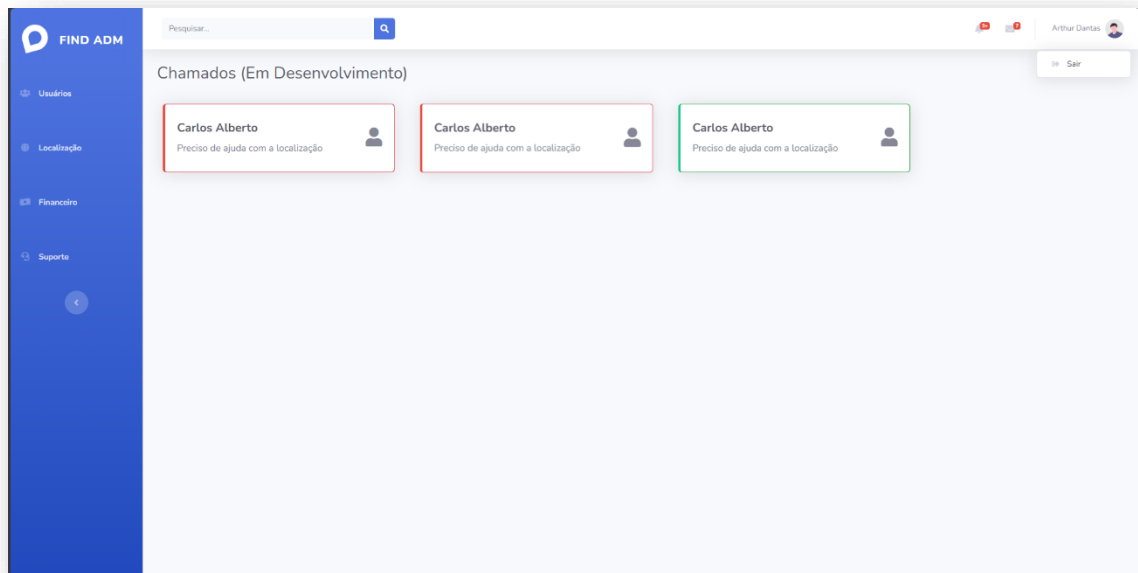 FIND ADM
Pesquisar...
9+
7
Arthur Dantas
Sair
Usuários
Localização
Financeiro
Suporte
Chamados (Em Desenvolvimento)
Carlos Alberto
Preciso de ajuda com a localização
Carlos Alberto
Preciso de ajuda com a localização
Carlos Alberto
Preciso de ajuda com a localização